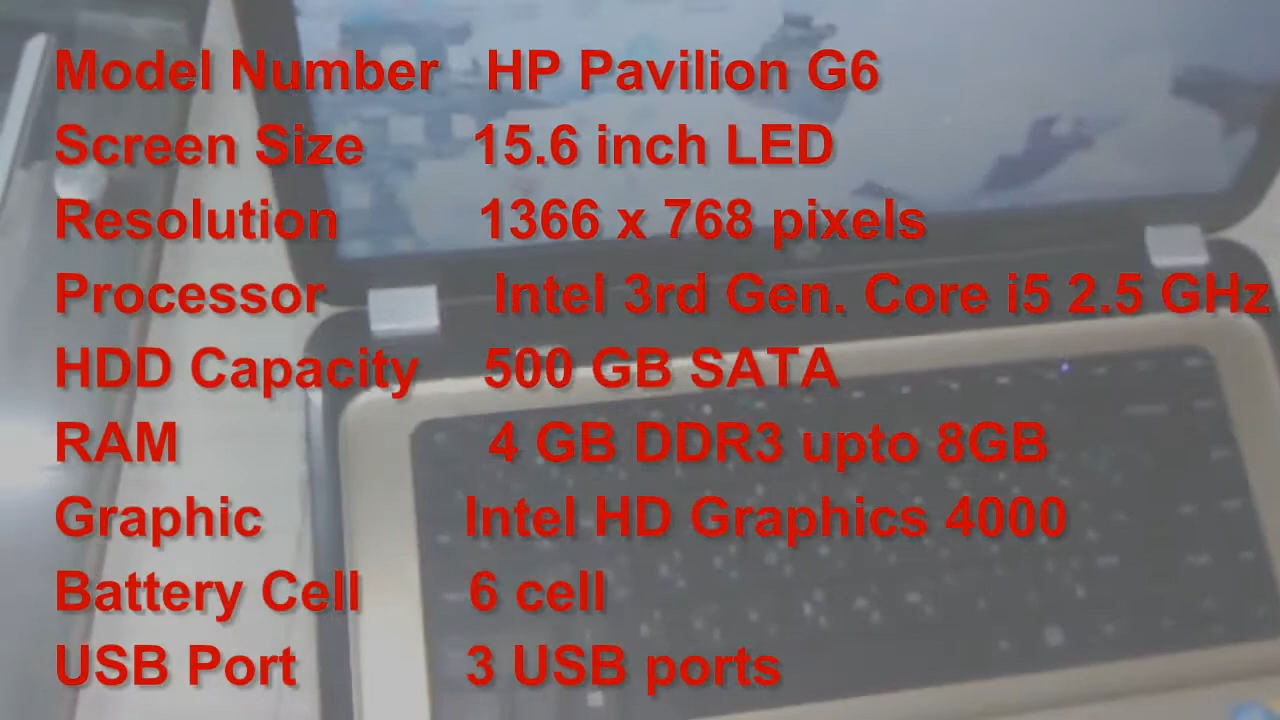 Model Number HP Pavilion G6
Screen Size 15.6 inch LED
Resolution 1366 x 768 pixels
Processor Intel 3rd Gen. Core i5 2.5 GHz
HDD Capacity 500 GB SATA
RAM 4 GB DDR3 upto 8GB
Graphic Intel HD Graphics 4000
Battery Cell 6 cell
USB Port 3 USB ports